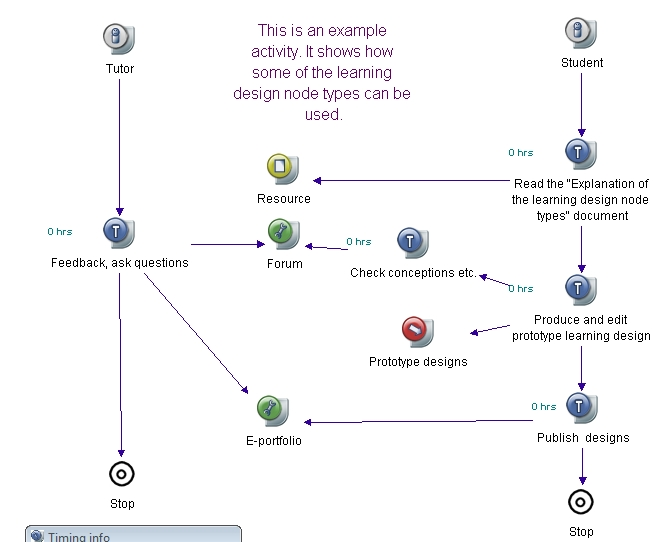 This is an example
activity. It shows how
some of the learning
design node types can be
used.
Tutor
Student
0 hrs
Read the "Explanation of
the learning design node
types" document
Resource
0 hrs
Feedback, ask questions
Forum
0 hrs
Check conceptions etc.
0 hrs
Produce and edit
prototype learning design
Prototype designs
0 hrs
Publish designs
E-portfolio
Stop
Stop
Timing info